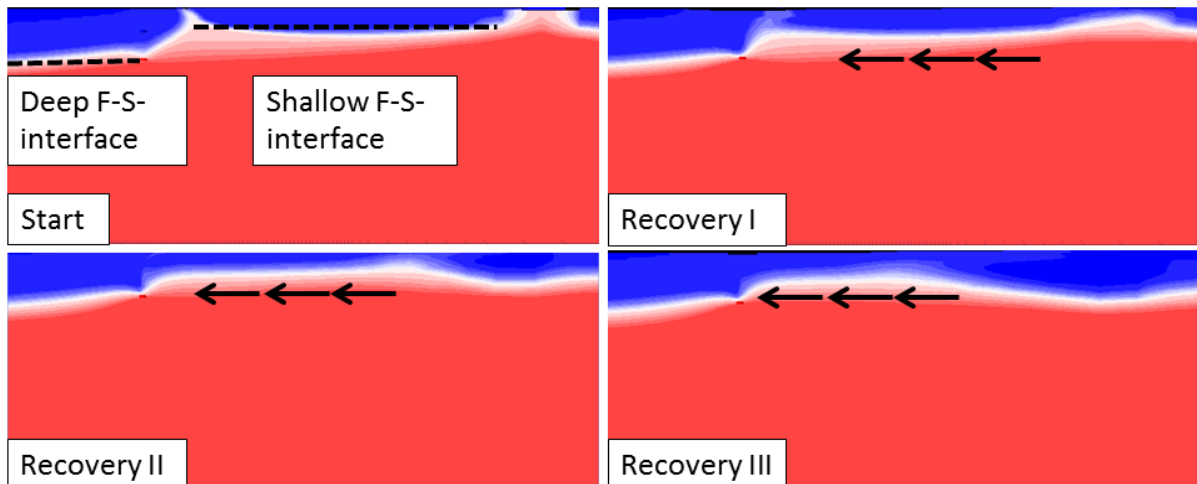 Deep F-S-
interface
Shallow F-S-
interface
Start
Recovery I
Recovery II
Recovery III